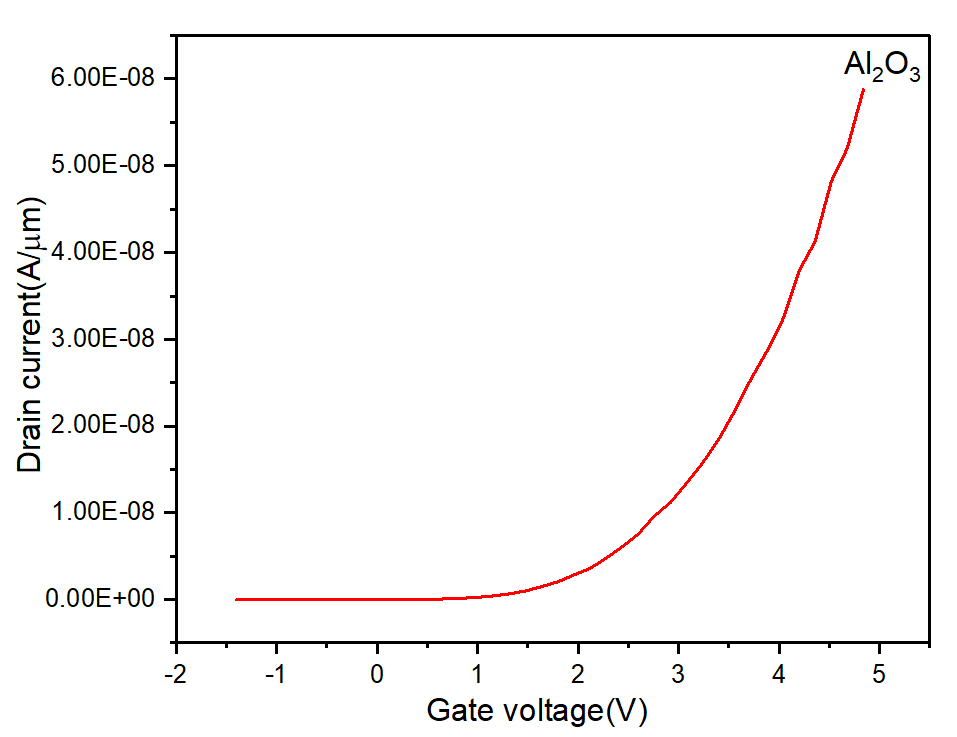 Al₂O₃
6.00E-08
5.00E-08
4.00E-08
3.00E-08
2.00E-08
1.00E-08
0.00E+00
Drain current(A/μm)
-2 -1 0 1 2 3 4 5
Gate voltage(V)